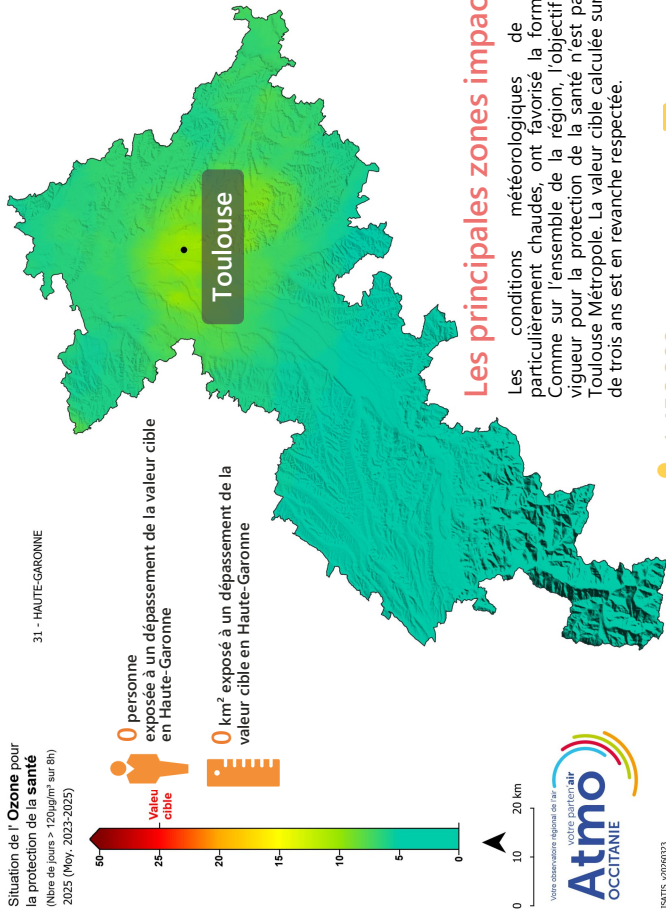 Situation de l' Ozone pour
la protection de la santé
(Nbre de jours > 120µg/m³ sur 8h)
2025 (Moy. 2023-2025)
31 - HAUTE-GARONNE
50
25
20
15
10
5
0
Valeu
cible
0 personne
exposée à un dépassement de la valeur cible
en Haute-Garonne
0 km² exposé à un dépassement de la
valeur cible en Haute-Garonne
Toulouse
0 10 20 km
Votre observatoire régional de l'air
votre parten'air
Atmo
OCCITANIE
ISATIS_v20260323
Les principales zones impac
Les conditions météorologiques de
particulièrement chaudes, ont favorisé la form
Comme sur l'ensemble de la région, l'objectif
vigueur pour la protection de la santé n'est pa
Toulouse Métropole. La valeur cible calculée sur
de trois ans est en revanche respectée.